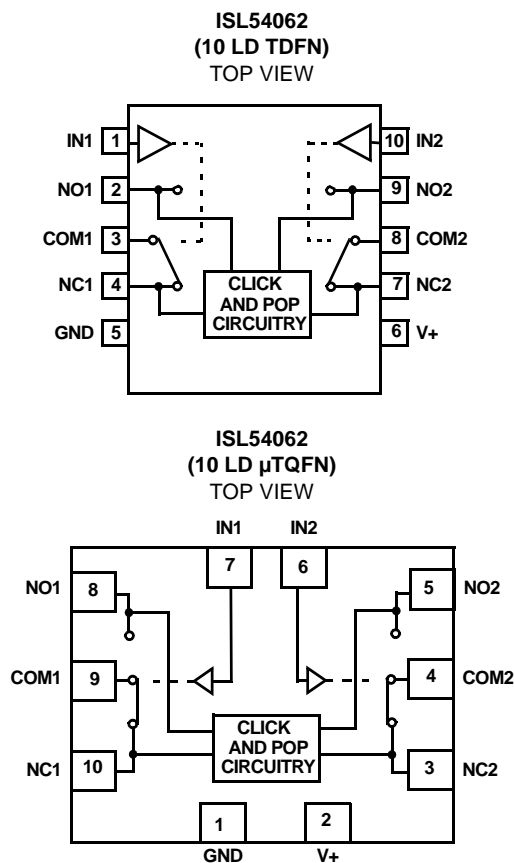 ISL54062
(10 LD TDFN)
TOP VIEW
IN1 1 10 IN2
NO1 2 9 NO2
COM1 3 8 COM2
NC1 4 7 NC2
CLICK
AND POP
CIRCUITRY
GND 5 6 V+
ISL54062
(10 LD µTQFN)
TOP VIEW
IN1 IN2
7 6
NO1 8 5 NO2
COM1 9 4 COM2
CLICK
AND POP
CIRCUITRY
NC1 10 3 NC2
1 2
GND V+